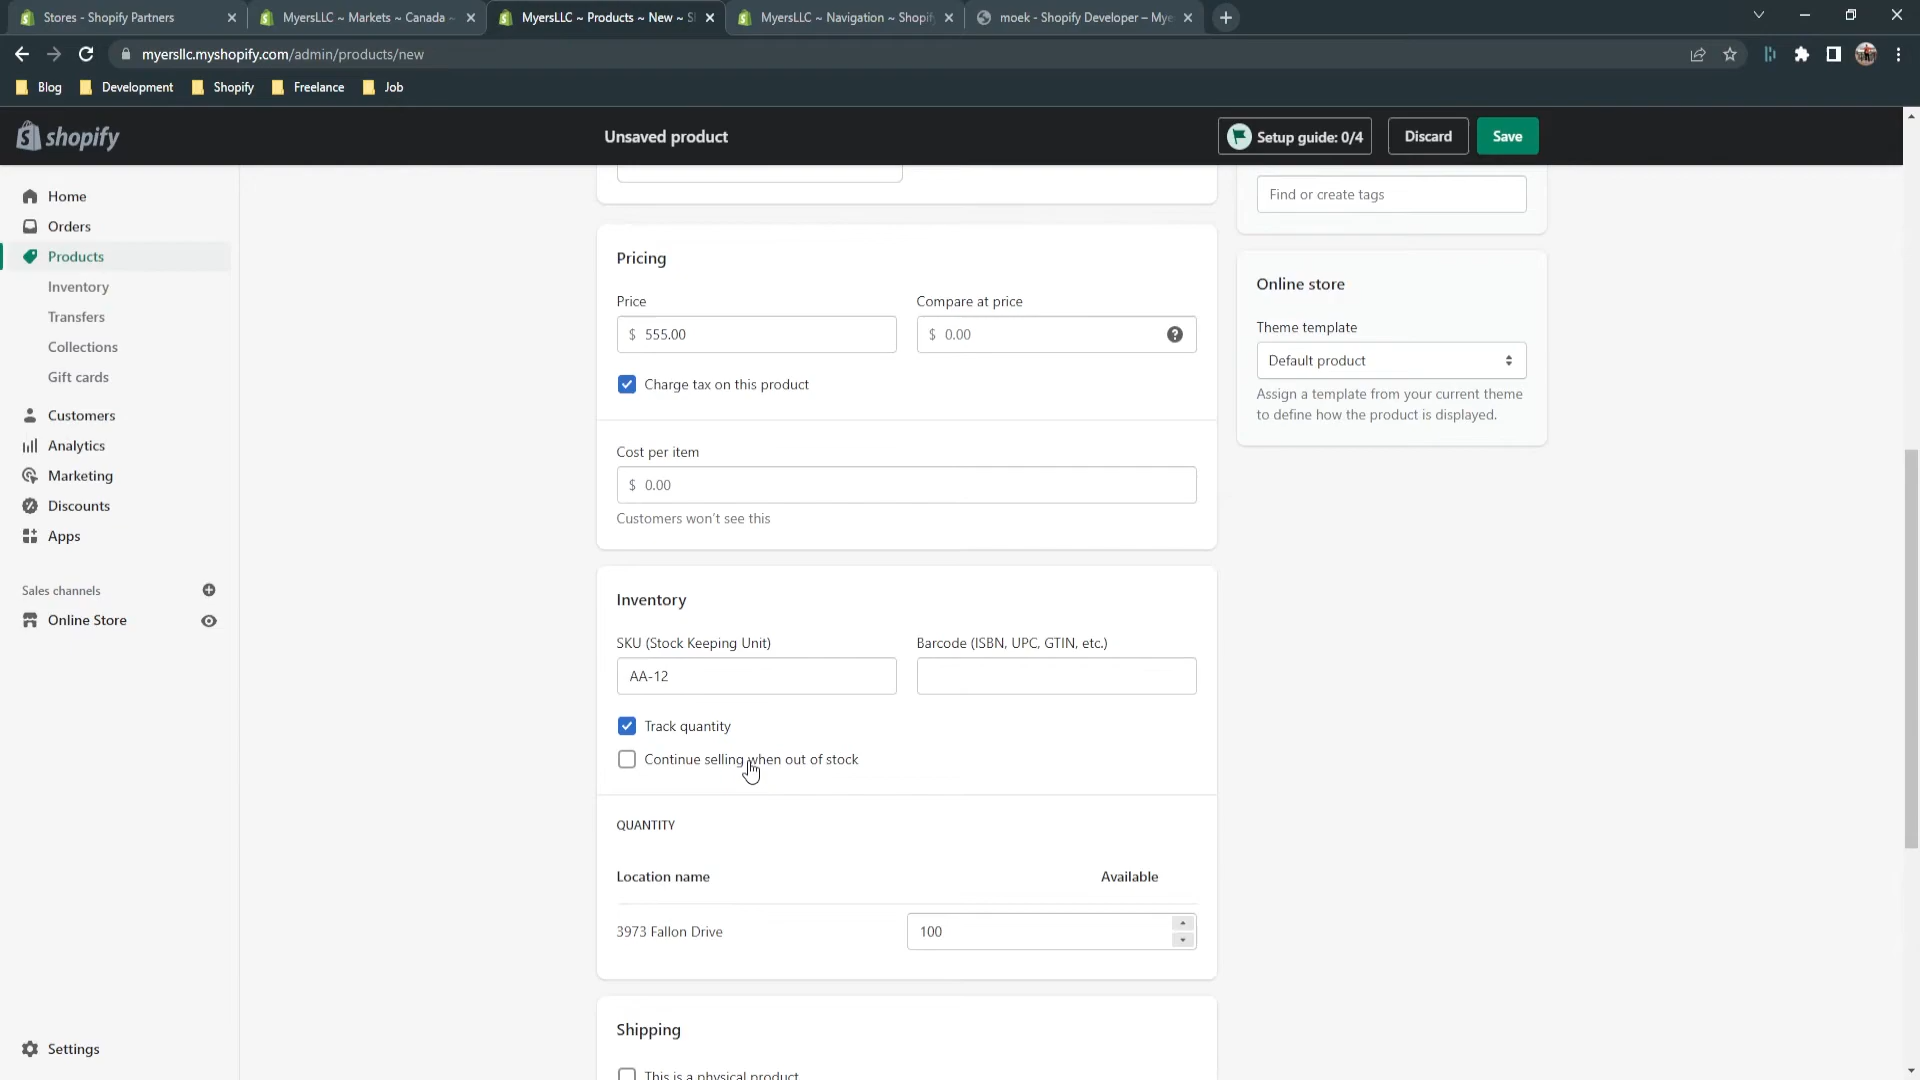 Stores - Shopify Partners
MyersLLC ~ Markets ~ Canada ~
MyersLLC ~ Products ~ New ~ S
MyersLLC ~ Navigation ~ Shopif
moek - Shopify Developer – Mye
myersllc.myshopify.com/admin/products/new
Blog
Development
Shopify
Freelance
Job
shopify
Unsaved product
Setup guide: 0/4
Discard
Save
Home
Orders
Products
Inventory
Transfers
Collections
Gift cards
Customers
Analytics
Marketing
Discounts
Apps
Sales channels
Online Store
Settings
Pricing
Price
Compare at price
$ 555.00
$ 0.00
Charge tax on this product
Cost per item
$ 0.00
Customers won't see this
Inventory
SKU (Stock Keeping Unit)
Barcode (ISBN, UPC, GTIN, etc.)
AA-12
Track quantity
Continue selling when out of stock
QUANTITY
Location name
Available
3973 Fallon Drive
100
Shipping
This is a physical product
Find or create tags
Online store
Theme template
Default product
Assign a template from your current theme
to define how the product is displayed.